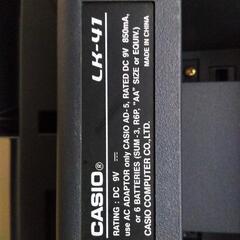 CASIO® LK-41
RATING : DC 9V ⎓
use AC ADAPTOR only CASIO AD-5, RATED DC 9V 850mA,
or 6 BATTERIES (SUM-3, R6P, "AA" SIZE or EQUIV.)
CASIO COMPUTER CO.,LTD. MADE IN CHINA